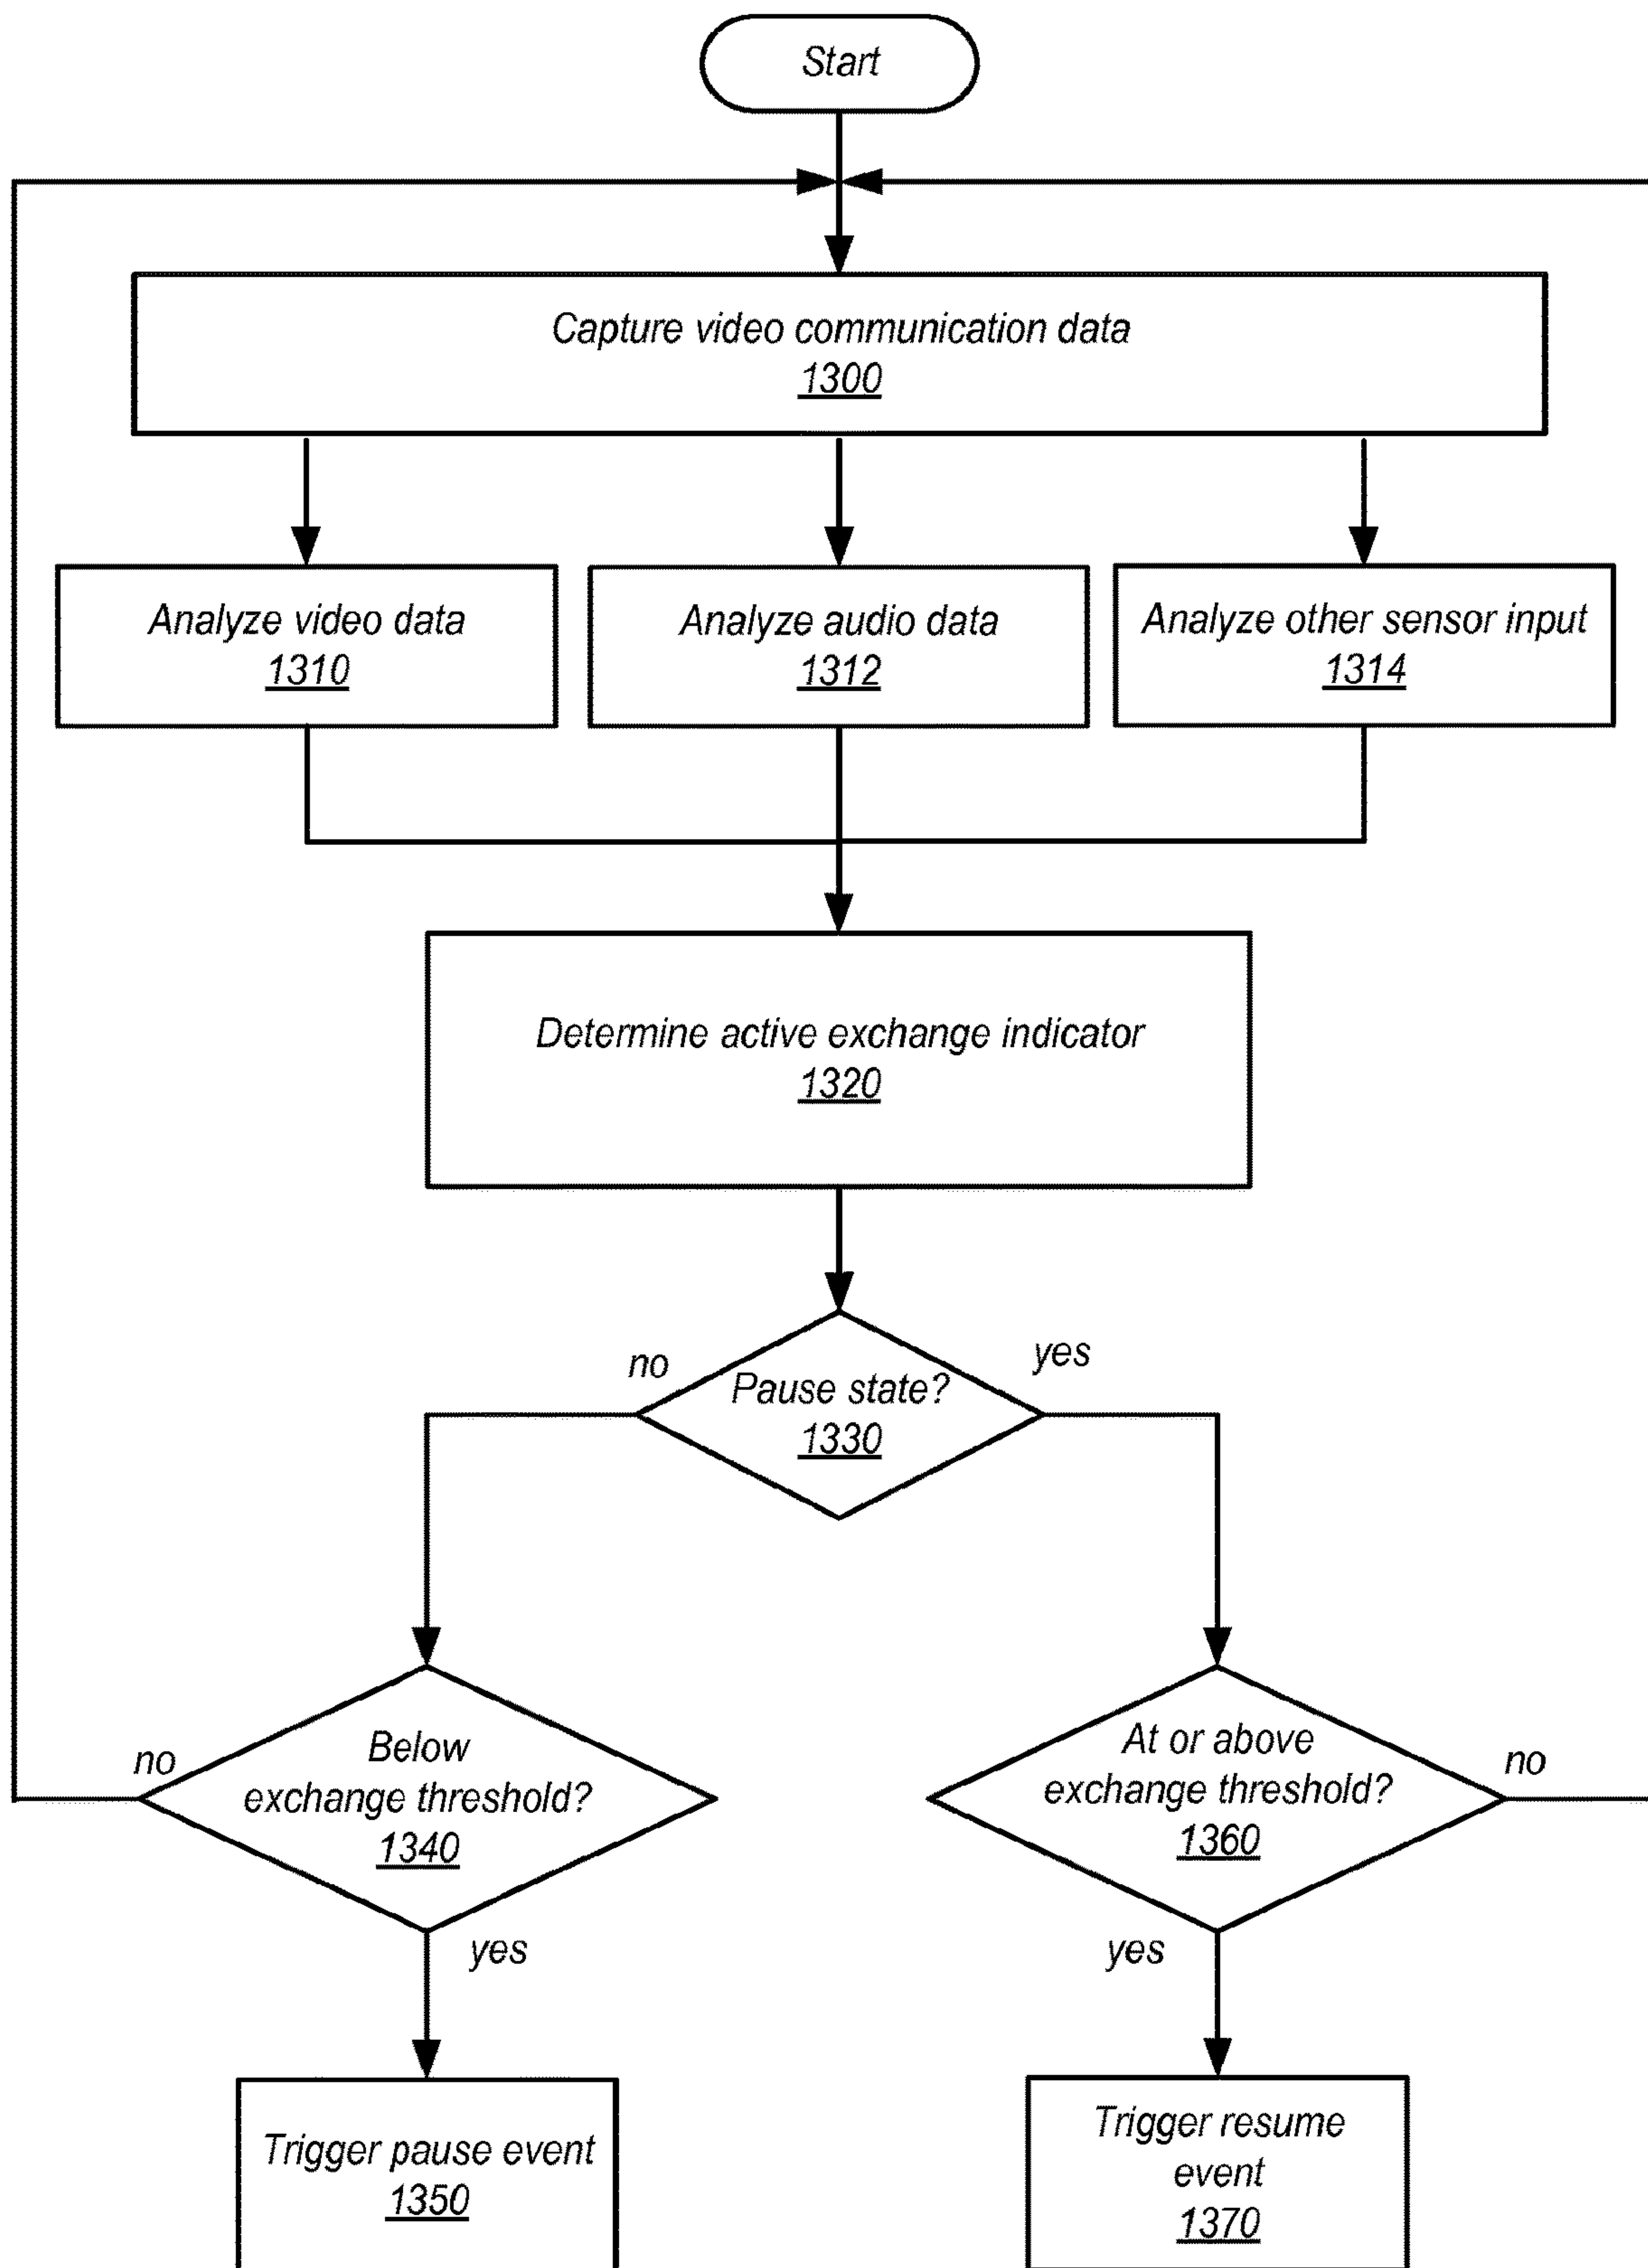 Start
Capture video communication data
1300
Analyze video data
1310
Analyze audio data
1312
Analyze other sensor input
1314
Determine active exchange indicator
1320
no
yes
Pause state?
1330
no
Below
exchange threshold?
1340
yes
At or above
exchange threshold?
1360
no
yes
Trigger pause event
1350
Trigger resume
event
1370